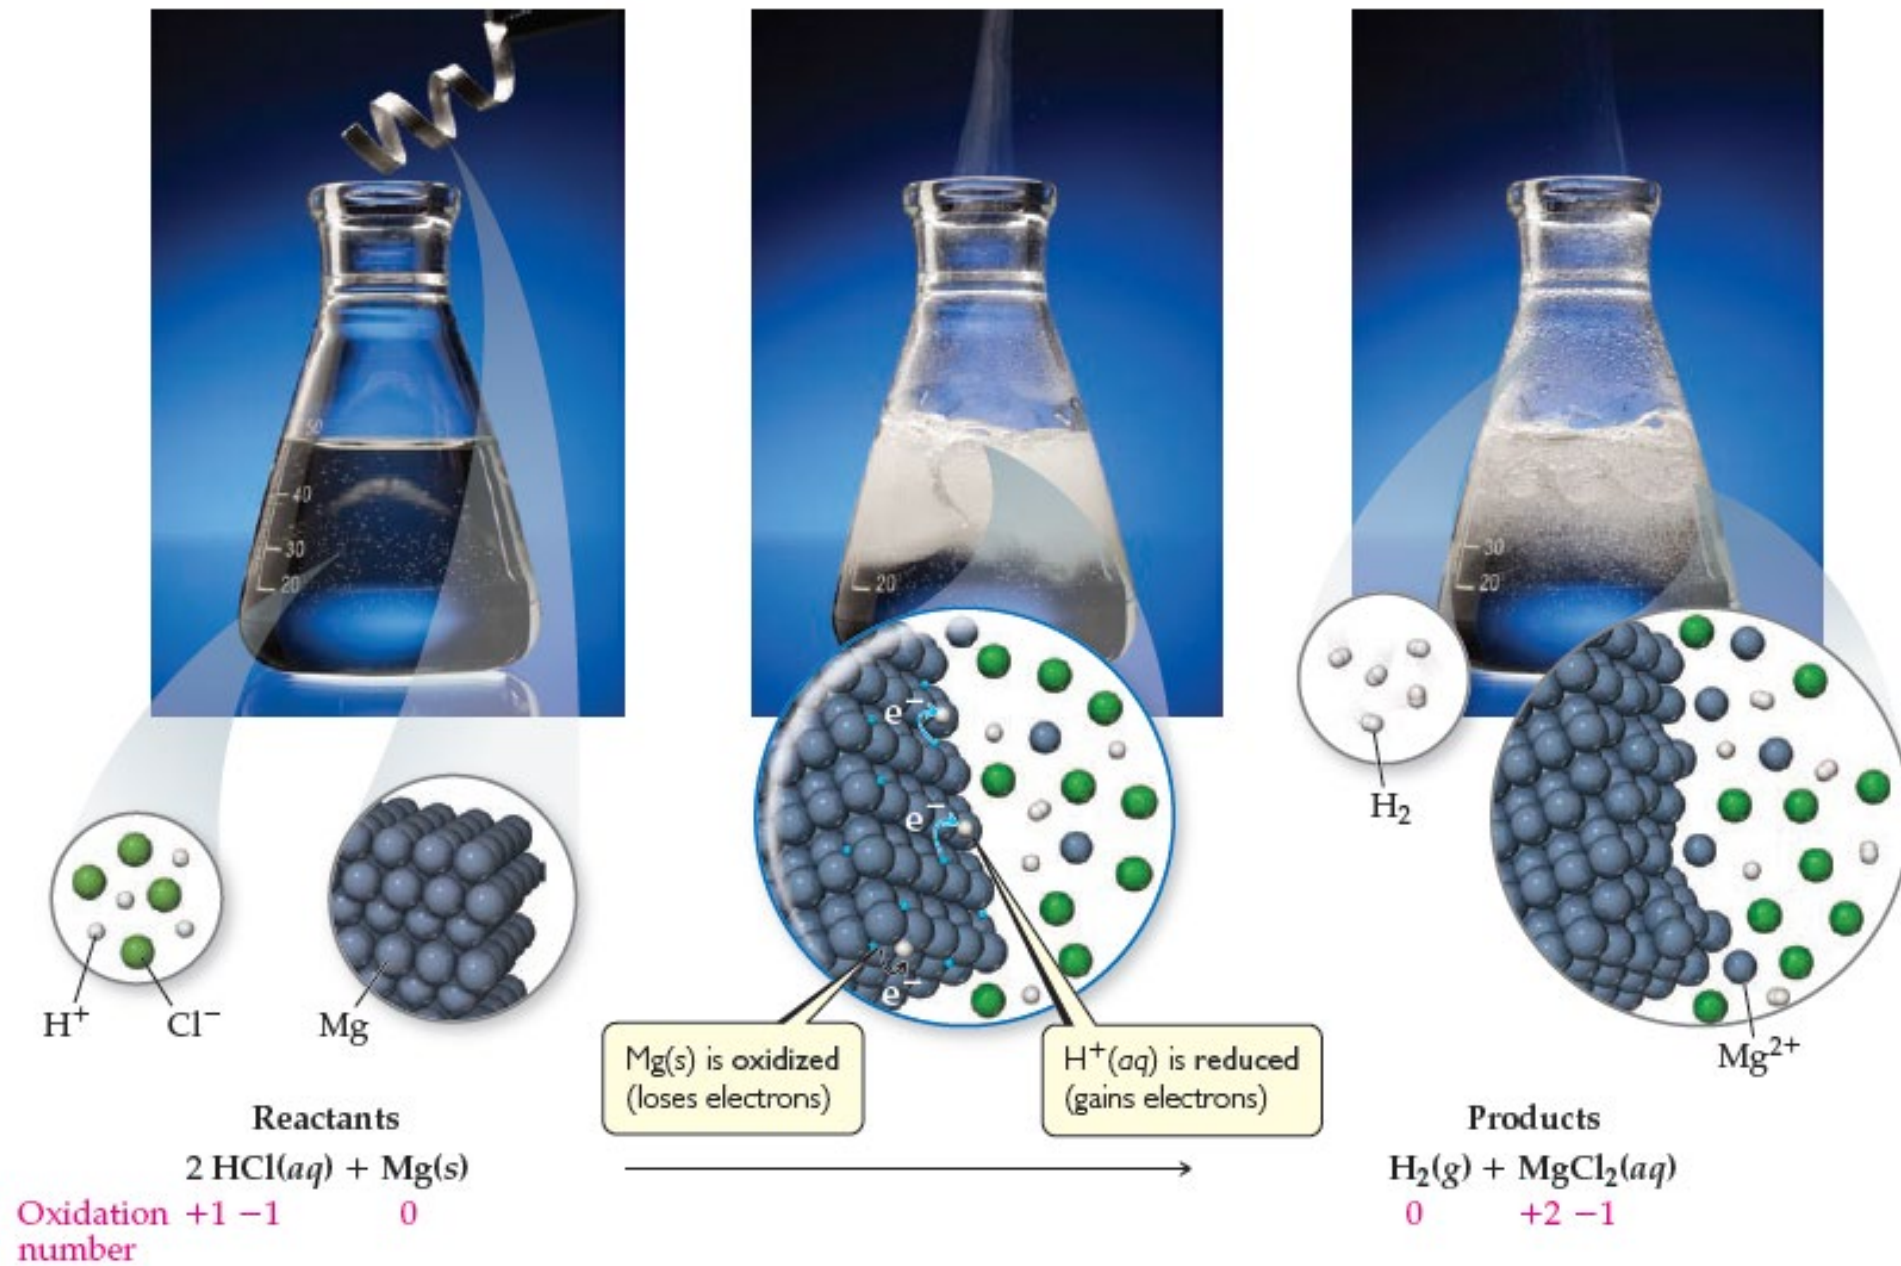 50
40
30
20
20
30
20
e⁻
e⁻
e⁻
H₂
H⁺
Cl⁻
Mg
Mg(s) is oxidized
(loses electrons)
H⁺(aq) is reduced
(gains electrons)
Mg²⁺
Reactants
2 HCl(aq) + Mg(s)
Oxidation +1 −1 0
number
Products
H₂(g) + MgCl₂(aq)
0 +2 −1